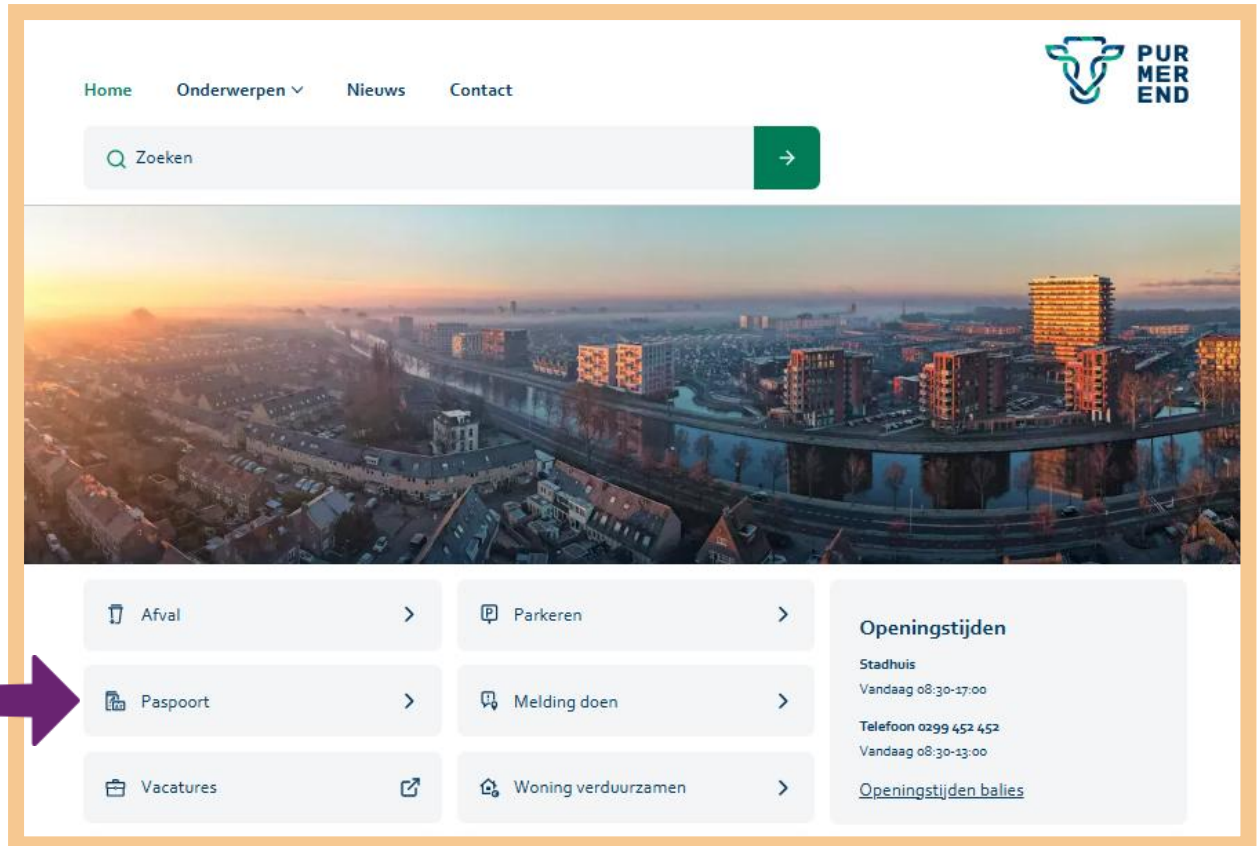 PUR
MER
END
Home Onderwerpen Nieuws Contact
Zoeken
Afval
Parkeren
Paspoort
Melding doen
Vacatures
Woning verduurzamen
Openingstijden
Stadhuis
Vandaag 08:30-17:00
Telefoon 0299 452 452
Vandaag 08:30-13:00
Openingstijden balies